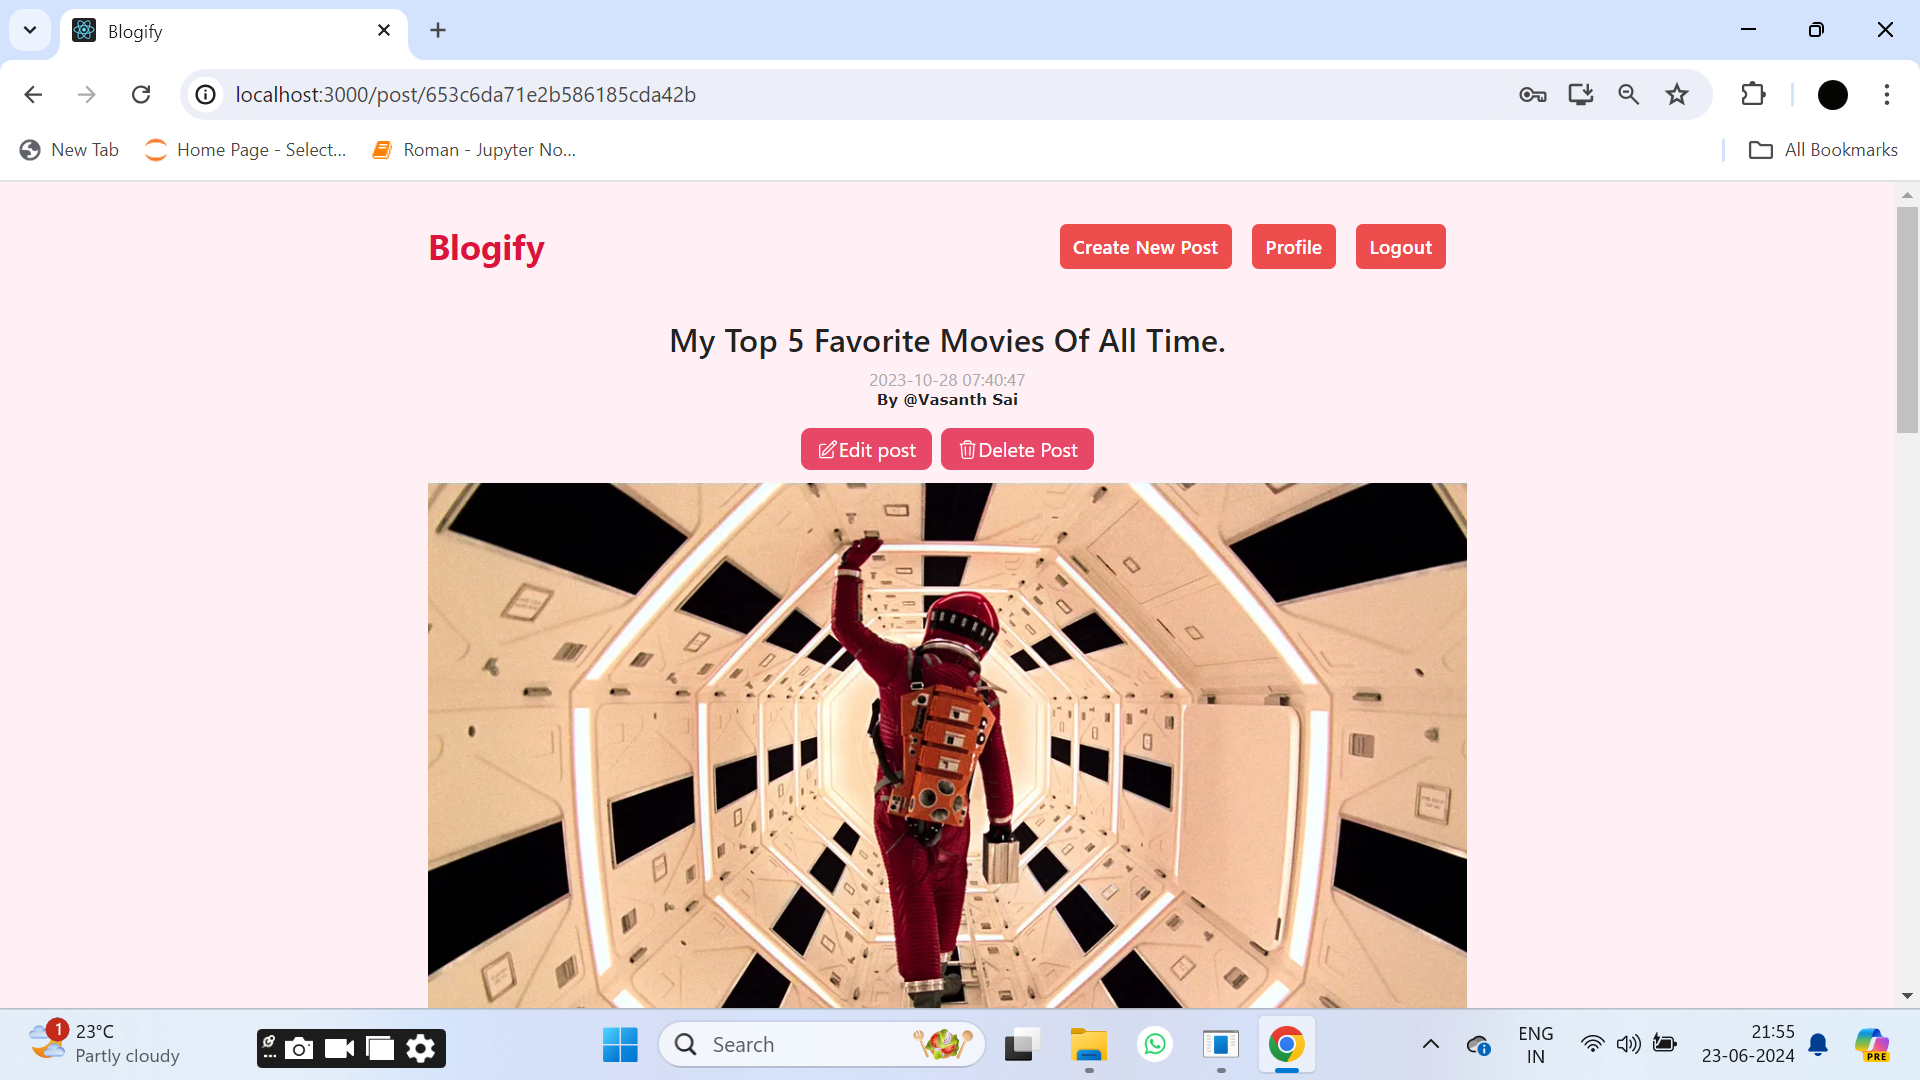 Blogify
localhost:3000/post/653c6da71e2b586185cda42b
New Tab
Home Page - Select...
Roman - Jupyter No...
All Bookmarks
Blogify
Create New Post
Profile
Logout
My Top 5 Favorite Movies Of All Time.
2023-10-28 07:40:47
By @Vasanth Sai
Edit post
Delete Post
1
23°C
Partly cloudy
Search
ENG
IN
21:55
23-06-2024
PRE